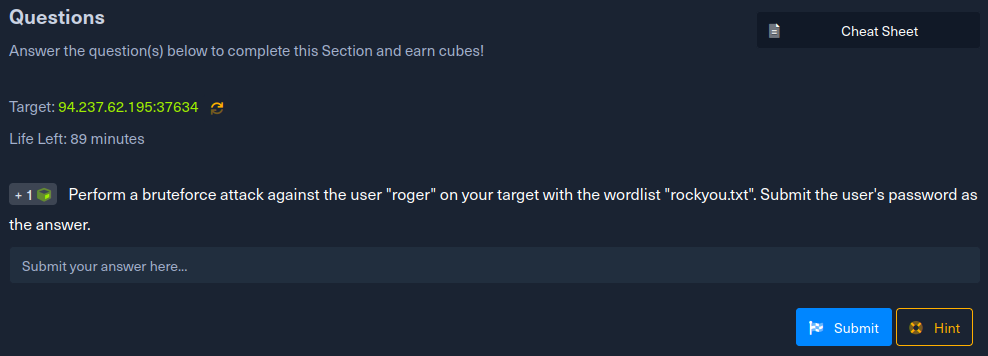 Questions
Cheat Sheet
Answer the question(s) below to complete this Section and earn cubes!
Target: 94.237.62.195:37634
Life Left: 89 minutes
+ 1 Perform a bruteforce attack against the user "roger" on your target with the wordlist "rockyou.txt". Submit the user's password as
the answer.
Submit your answer here...
Submit
Hint